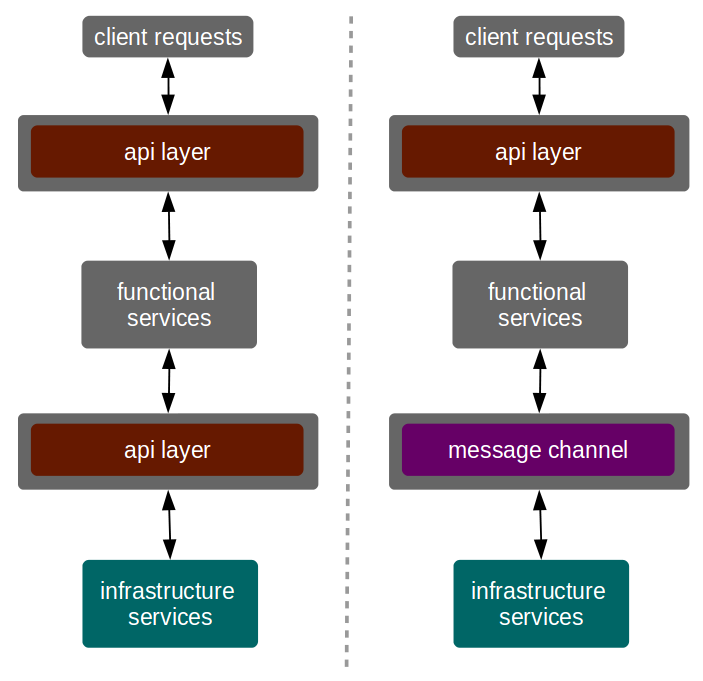 client requests
api layer
functional
services
api layer
infrastructure
services
client requests
api layer
functional
services
message channel
infrastructure
services